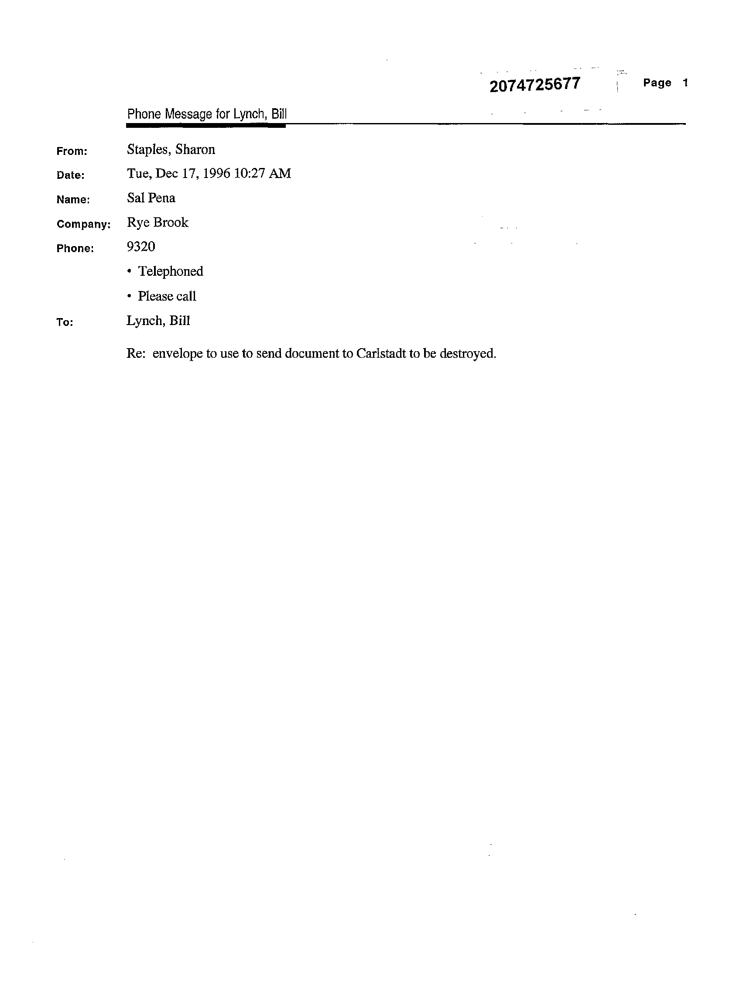 2074725677 Page 1
Phone Message for Lynch, Bill
From: Staples, Sharon
Date: Tue, Dec 17, 1996 10:27 AM
Name: Sal Pena
Company: Rye Brook
Phone: 9320
• Telephoned
• Please call
To: Lynch, Bill
Re: envelope to use to send document to Carlstadt to be destroyed.